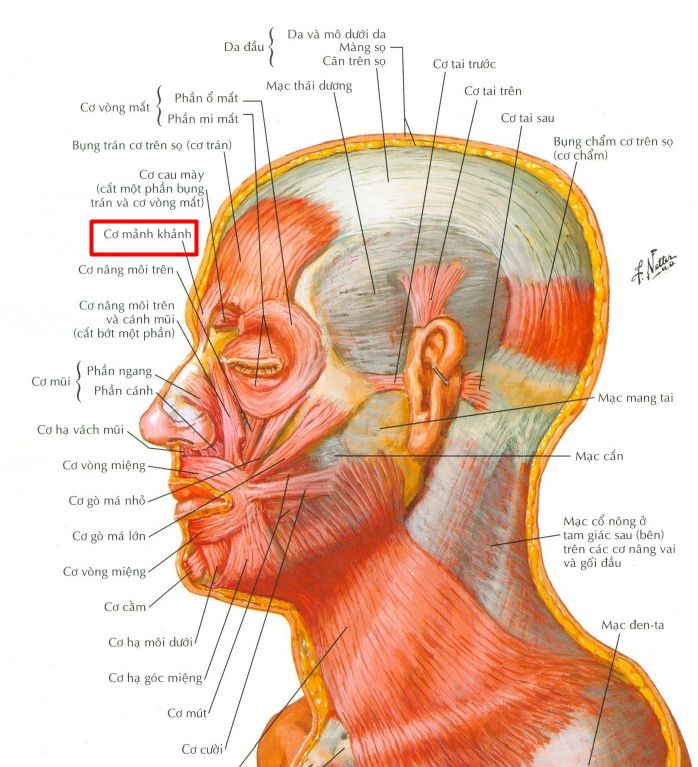 Da đầu
Da và mô dưới da
Màng sọ
Cân trên sọ
Mạc thái dương
Cơ tai trước
Cơ tai trên
Cơ tai sau
Bụng chẩm cơ trên sọ
(cơ chẩm)
Cơ vòng mắt
Phần ổ mắt
Phần mi mắt
Bụng trán cơ trên sọ (cơ trán)
Cơ cau mày
(cắt một phần bụng
trán và cơ vòng mắt)
Cơ mảnh khảnh
Cơ nâng môi trên
Cơ nâng môi trên
và cánh mũi
(cắt bớt một phần)
Cơ mũi
Phần ngang
Phần cánh
Cơ hạ vách mũi
Cơ vòng miệng
Cơ gò má nhỏ
Cơ gò má lớn
Cơ vòng miệng
Cơ cằm
Cơ hạ môi dưới
Cơ hạ góc miệng
Cơ mút
Cơ cười
Mạc mang tai
Mạc cắn
Mạc cổ nông ở
tam giác sau (bên)
trên các cơ nâng vai
và gối đầu
Mạc đen-ta
F. Netter
M.D.